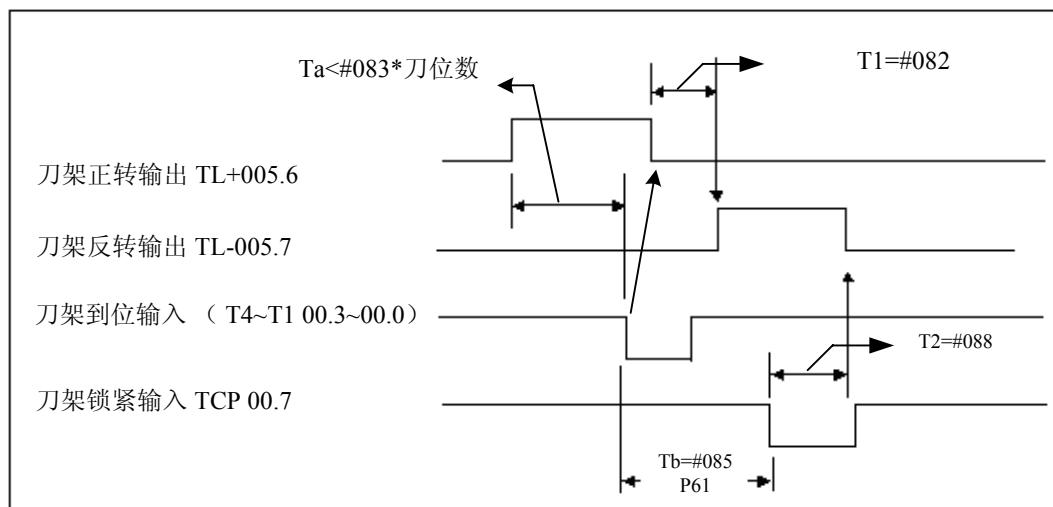 Ta<#083*刀位数
T1=#082
刀架正转输出 TL+005.6
刀架反转输出 TL-005.7
刀架到位输入 （ T4~T1 00.3~00.0）
T2=#088
刀架锁紧输入 TCP 00.7
Tb=#085
P61